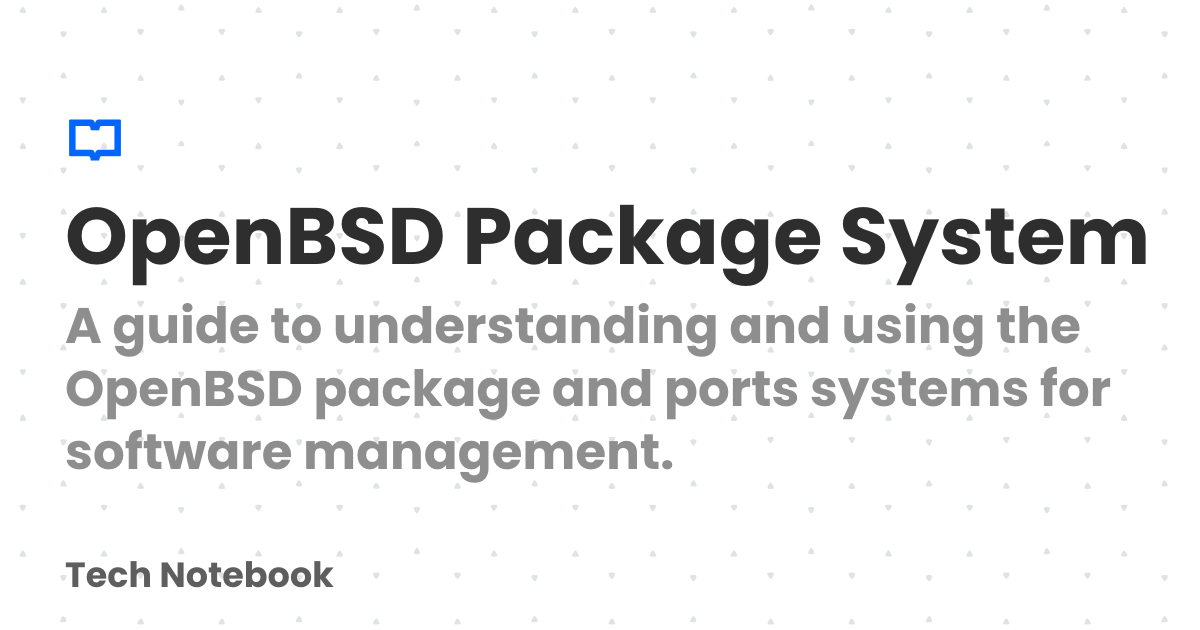 OpenBSD Package System
A guide to understanding and using the
OpenBSD package and ports systems for
software management.
Tech Notebook